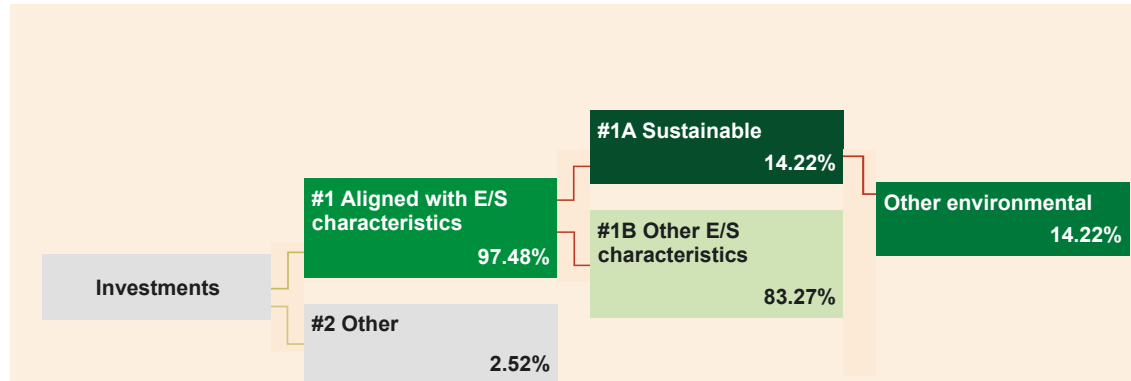 Investments
#1 Aligned with E/S
characteristics
97.48%
#2 Other
2.52%
#1A Sustainable
14.22%
#1B Other E/S
characteristics
83.27%
Other environmental
14.22%